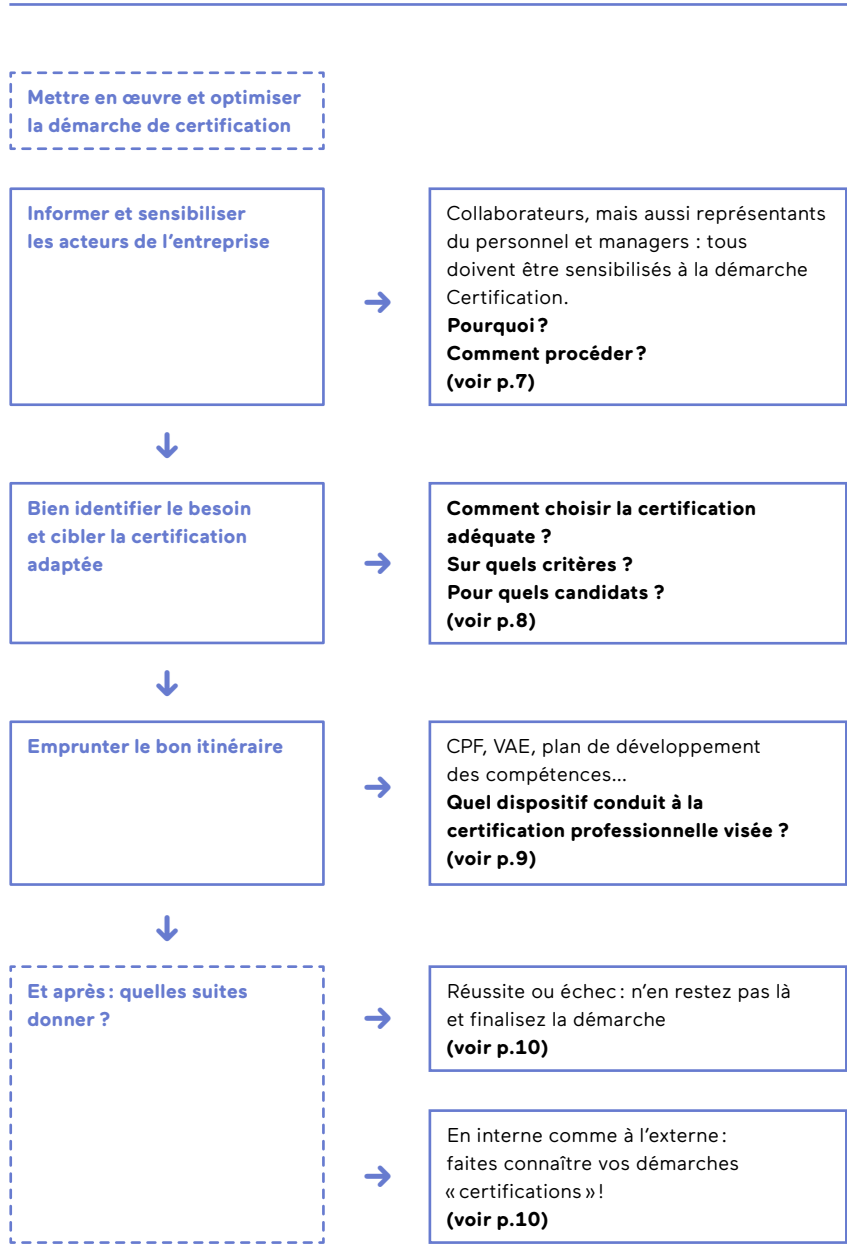 Mettre en œuvre et optimiser
la démarche de certification
Informer et sensibiliser
les acteurs de l'entreprise
Collaborateurs, mais aussi représentants
du personnel et managers : tous
doivent être sensibilisés à la démarche
Certification.
Pourquoi ?
Comment procéder ?
(voir p.7)
Bien identifier le besoin
et cibler la certification
adaptée
Comment choisir la certification
adéquate ?
Sur quels critères ?
Pour quels candidats ?
(voir p.8)
Emprunter le bon itinéraire
CPF, VAE, plan de développement
des compétences...
Quel dispositif conduit à la
certification professionnelle visée ?
(voir p.9)
Et après : quelles suites
donner ?
Réussite ou échec : n'en restez pas là
et finalisez la démarche
(voir p.10)
En interne comme à l'externe :
faites connaître vos démarches
« certifications » !
(voir p.10)